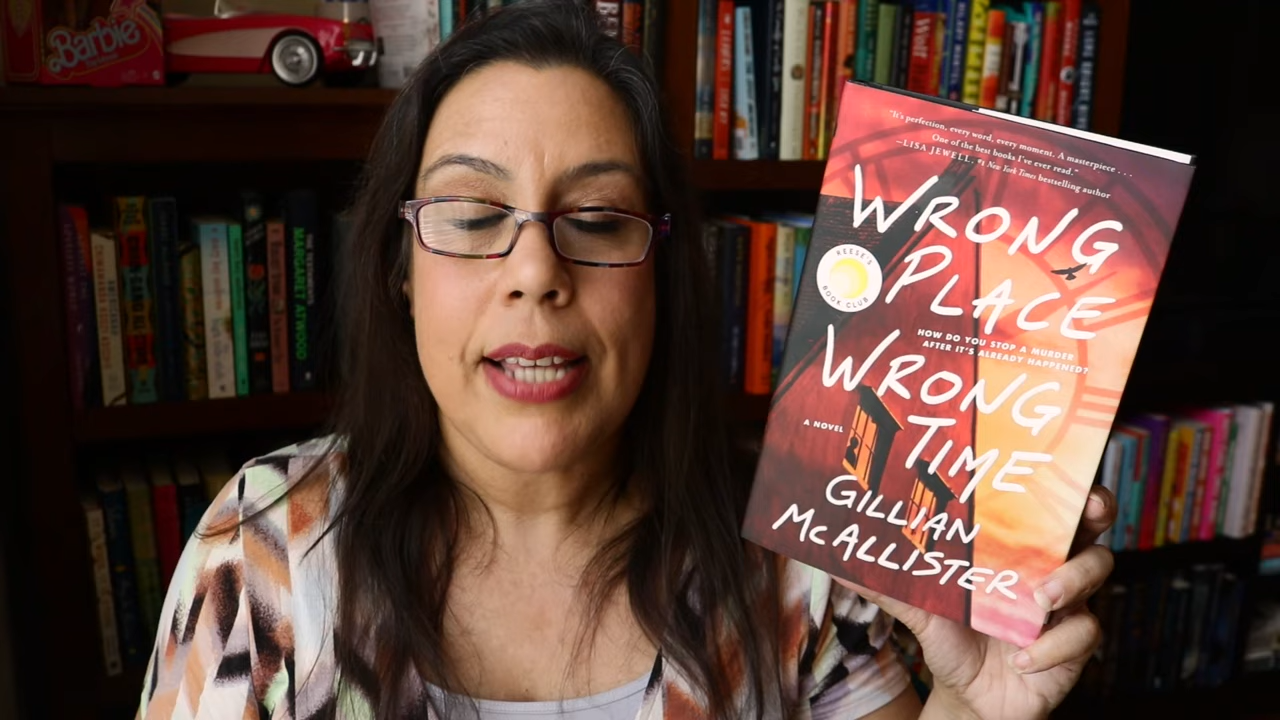 Barbie
MARGARET ATWOOD
"It's perfection, every word, every moment. A masterpiece . . .
One of the best books I've ever read."
—LISA JEWELL, #1 New York Times bestselling author
WRONG
PLACE
REESE'S
BOOK CLUB
HOW DO YOU STOP A MURDER
AFTER IT'S ALREADY HAPPENED?
WRONG
TIME
A NOVEL
GILLIAN
MCALLISTER